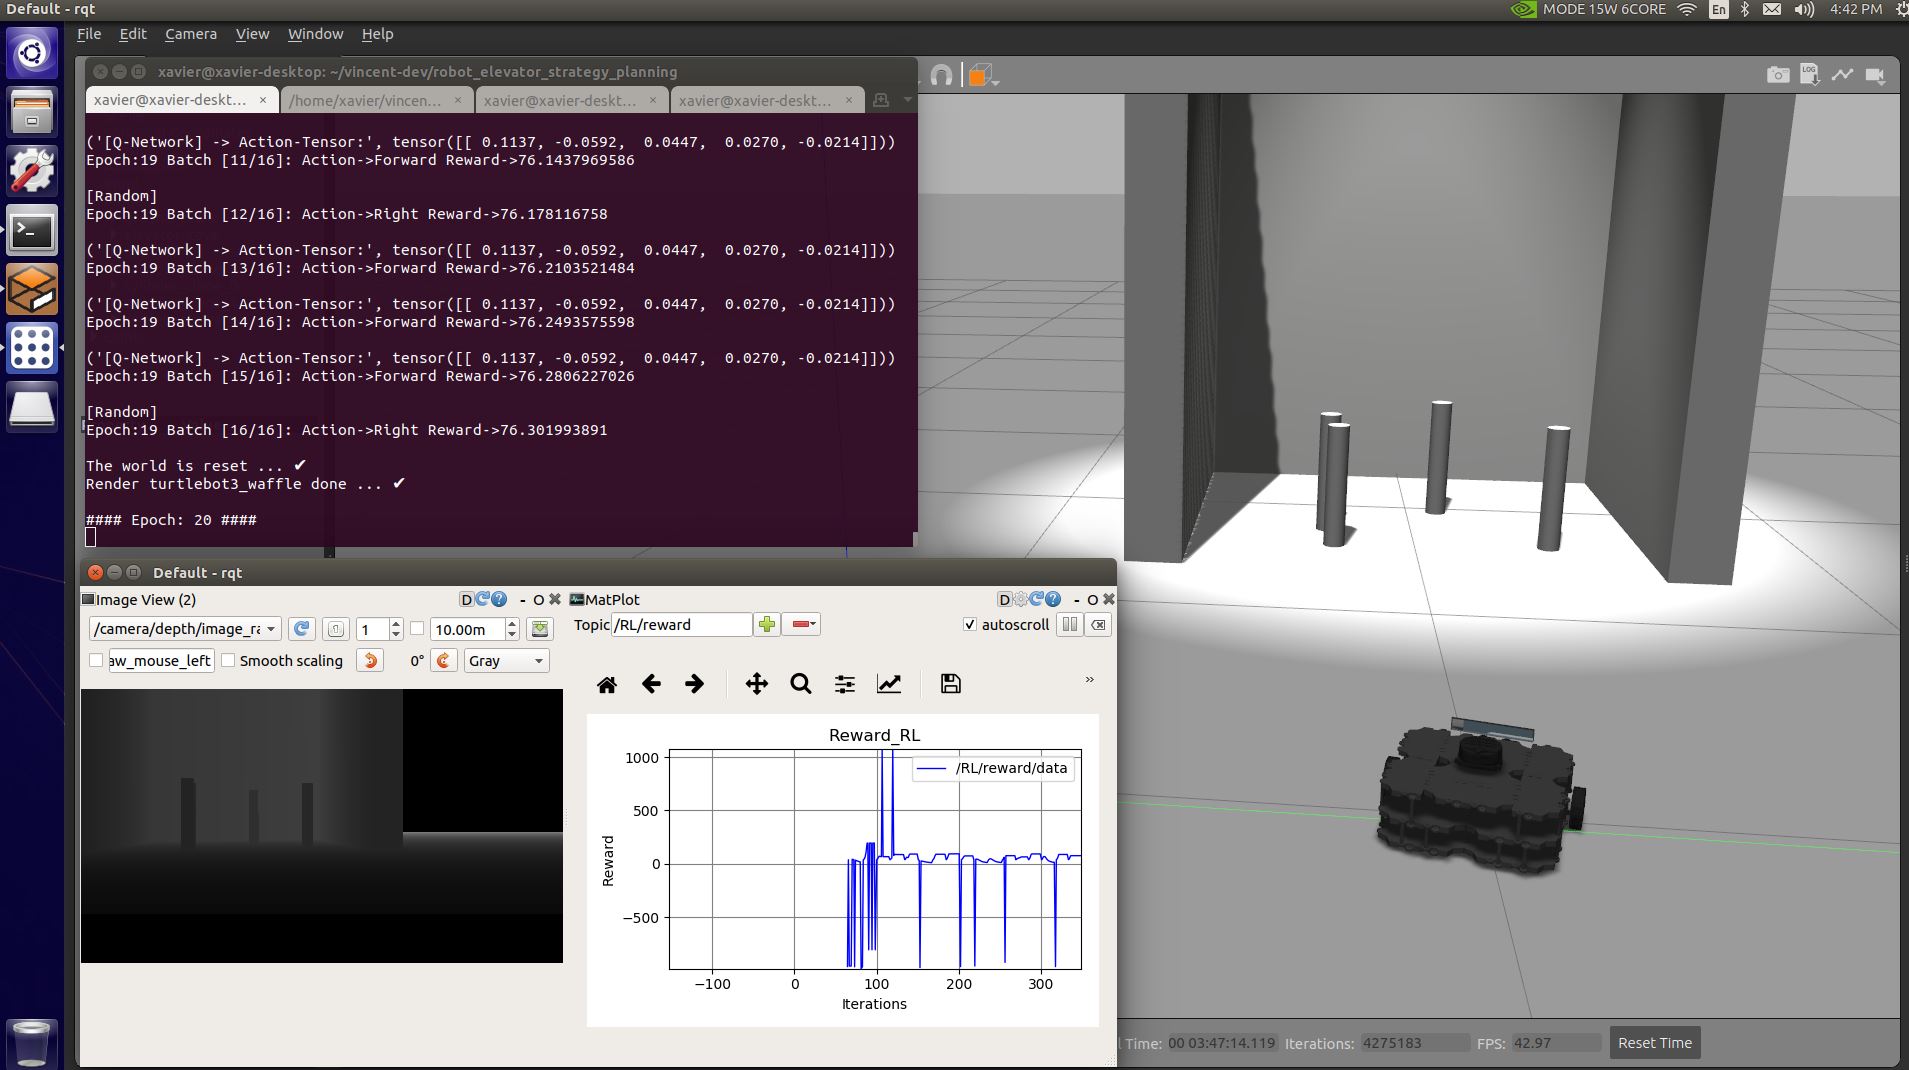 Default - rqt
MODE 15W 6CORE
En
4:42 PM
File Edit Camera View Window Help
xavier@xavier-desktop: ~/vincent-dev/robot_elevator_strategy_planning
xavier@xavier-deskt... × /home/xavier/vincen... × xavier@xavier-deskt... × xavier@xavier-deskt... ×
LOG
('[Q-Network] -> Action-Tensor:', tensor([[ 0.1137, -0.0592,  0.0447,  0.0270, -0.0214]]))
Epoch:19 Batch [11/16]: Action->Forward Reward->76.1437969586
[Random]
Epoch:19 Batch [12/16]: Action->Right Reward->76.178116758
('[Q-Network] -> Action-Tensor:', tensor([[ 0.1137, -0.0592,  0.0447,  0.0270, -0.0214]]))
Epoch:19 Batch [13/16]: Action->Forward Reward->76.2103521484
('[Q-Network] -> Action-Tensor:', tensor([[ 0.1137, -0.0592,  0.0447,  0.0270, -0.0214]]))
Epoch:19 Batch [14/16]: Action->Forward Reward->76.2493575598
('[Q-Network] -> Action-Tensor:', tensor([[ 0.1137, -0.0592,  0.0447,  0.0270, -0.0214]]))
Epoch:19 Batch [15/16]: Action->Forward Reward->76.2806227026
[Random]
Epoch:19 Batch [16/16]: Action->Right Reward->76.301993891
The world is reset ... ✔
Render turtlebot3_waffle done ... ✔
#### Epoch: 20 ####
Default - rqt
Image View (2) D - O
MatPlot D - O
/camera/depth/image_ra 1 10.00m
Topic /RL/reward autoscroll
aw_mouse_left Smooth scaling 0° Gray
»
Reward_RL
/RL/reward/data
1000
500
0
−500
Reward
−100 0 100 200 300
Iterations
l Time: 00 03:47:14.119 Iterations: 4275183 FPS: 42.97 Reset Time